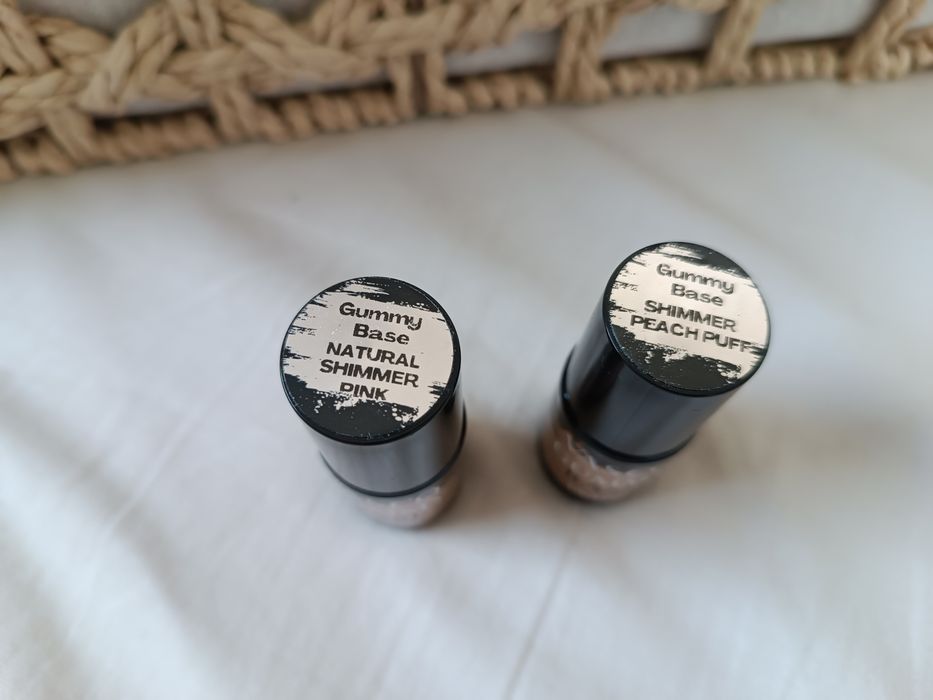 Gummy
Base
NATURAL
SHIMMER
PINK
Gummy
Base
SHIMMER
PEACH PUFF